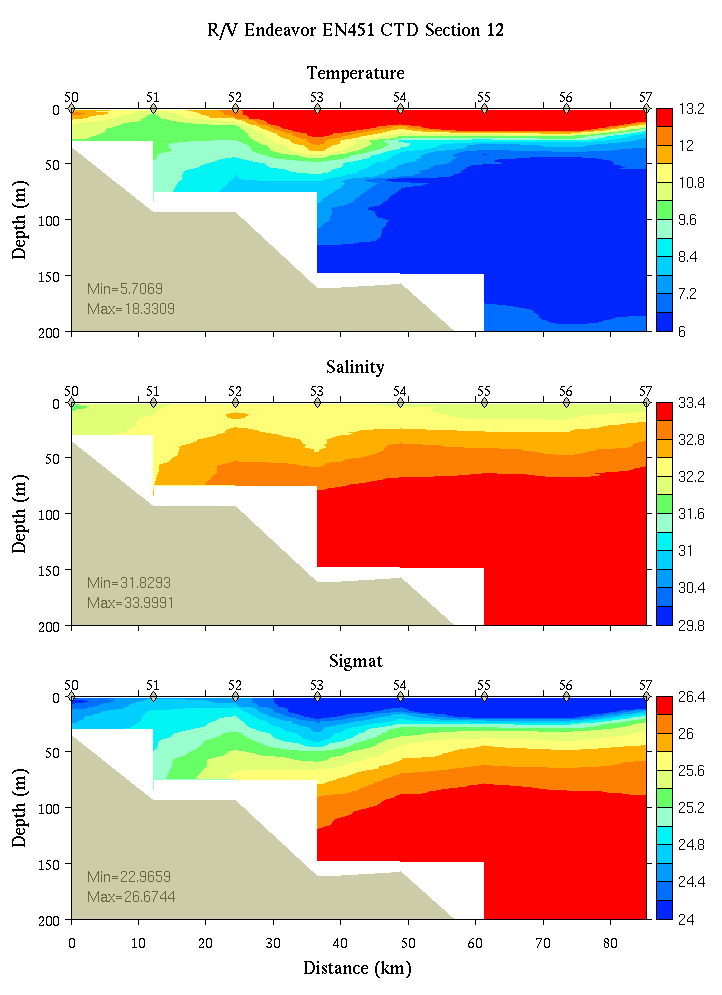 R/V Endeavor EN451 CTD Section 12
Temperature
50 51 52 53 54 55 56 57
0
50
100
150
200
Depth (m)
Min=5.7069
Max=18.3309
13.2
12
10.8
9.6
8.4
7.2
6
Salinity
50 51 52 53 54 55 56 57
0
50
100
150
200
Depth (m)
Min=31.8293
Max=33.9991
33.4
32.8
32.2
31.6
31
30.4
29.8
Sigmat
50 51 52 53 54 55 56 57
0
50
100
150
200
Depth (m)
Min=22.9659
Max=26.6744
26.4
26
25.6
25.2
24.8
24.4
24
0 10 20 30 40 50 60 70 80
Distance (km)